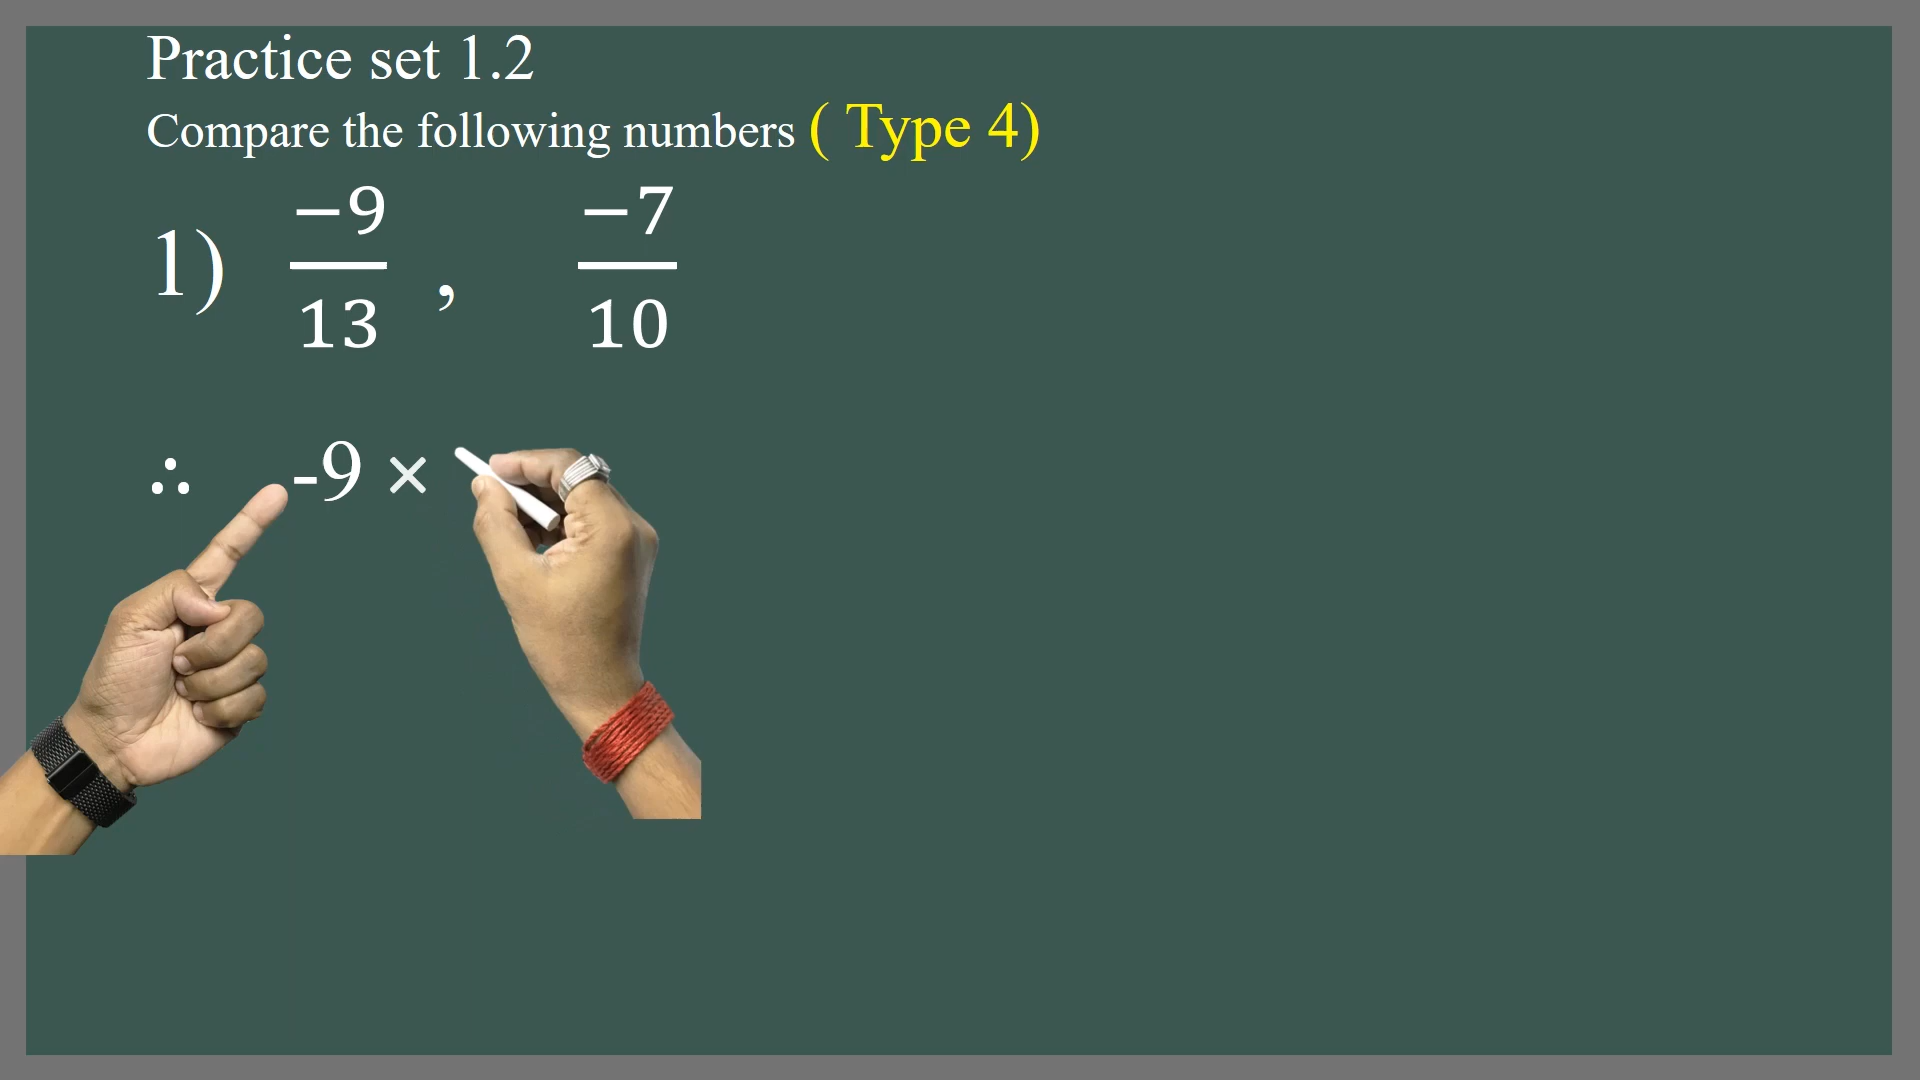 Practice set 1.2
Compare the following numbers ( Type 4)
1) −9/13 , −7/10
∴ -9 ×